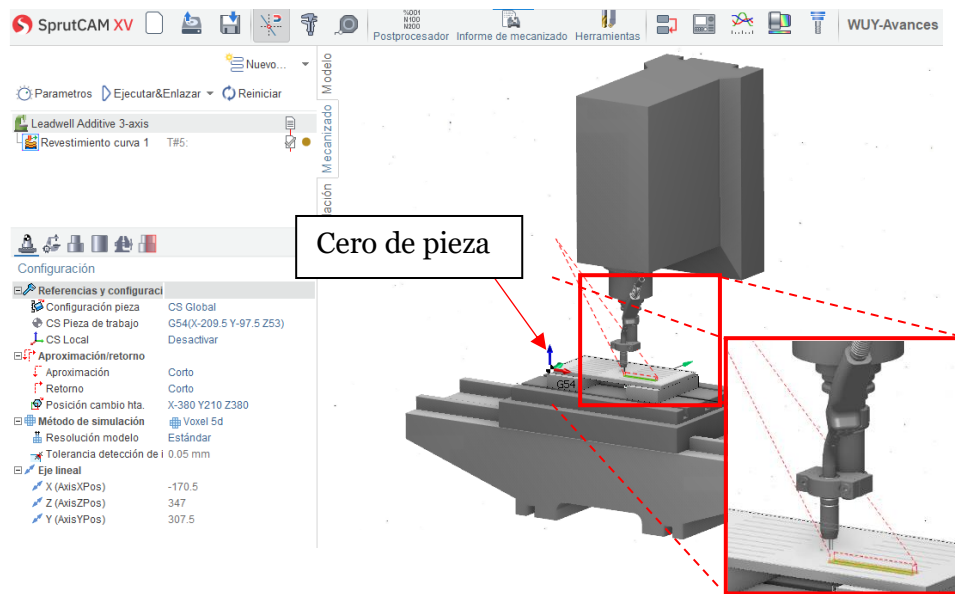 SprutCAM XV
%001
N100
N200
Postprocesador
Informe de mecanizado
Herramientas
WUY-Avances
Nuevo...
Parametros
Ejecutar&Enlazar
Reiniciar
Modelo
Mecanizado
ación
Leadwell Additive 3-axis
Revestimiento curva 1 T#5:
Cero de pieza
G54
Configuración
Referencias y configuraci
Configuración pieza CS Global
CS Pieza de trabajo G54(X-209.5 Y-97.5 Z53)
CS Local Desactivar
Aproximación/retorno
Aproximación Corto
Retorno Corto
Posición cambio hta. X-380 Y210 Z380
Método de simulación Voxel 5d
Resolución modelo Estándar
Tolerancia detección de i 0.05 mm
Eje lineal
X (AxisXPos) -170.5
Z (AxisZPos) 347
Y (AxisYPos) 307.5